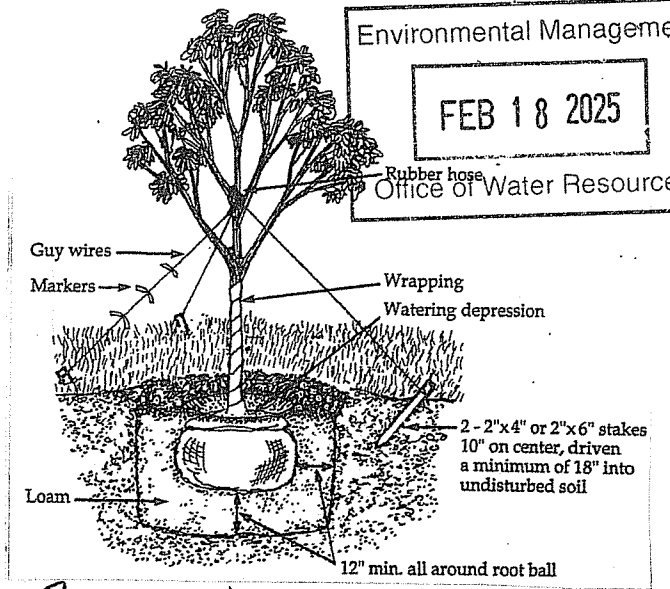 Environmental Manageme
FEB 18 2025
Office of Water Resource
Rubber hose
Guy wires
Markers
Wrapping
Watering depression
2 - 2"x4" or 2"x6" stakes
10" on center, driven
a minimum of 18" into
undisturbed soil
Loam
12" min. all around root ball